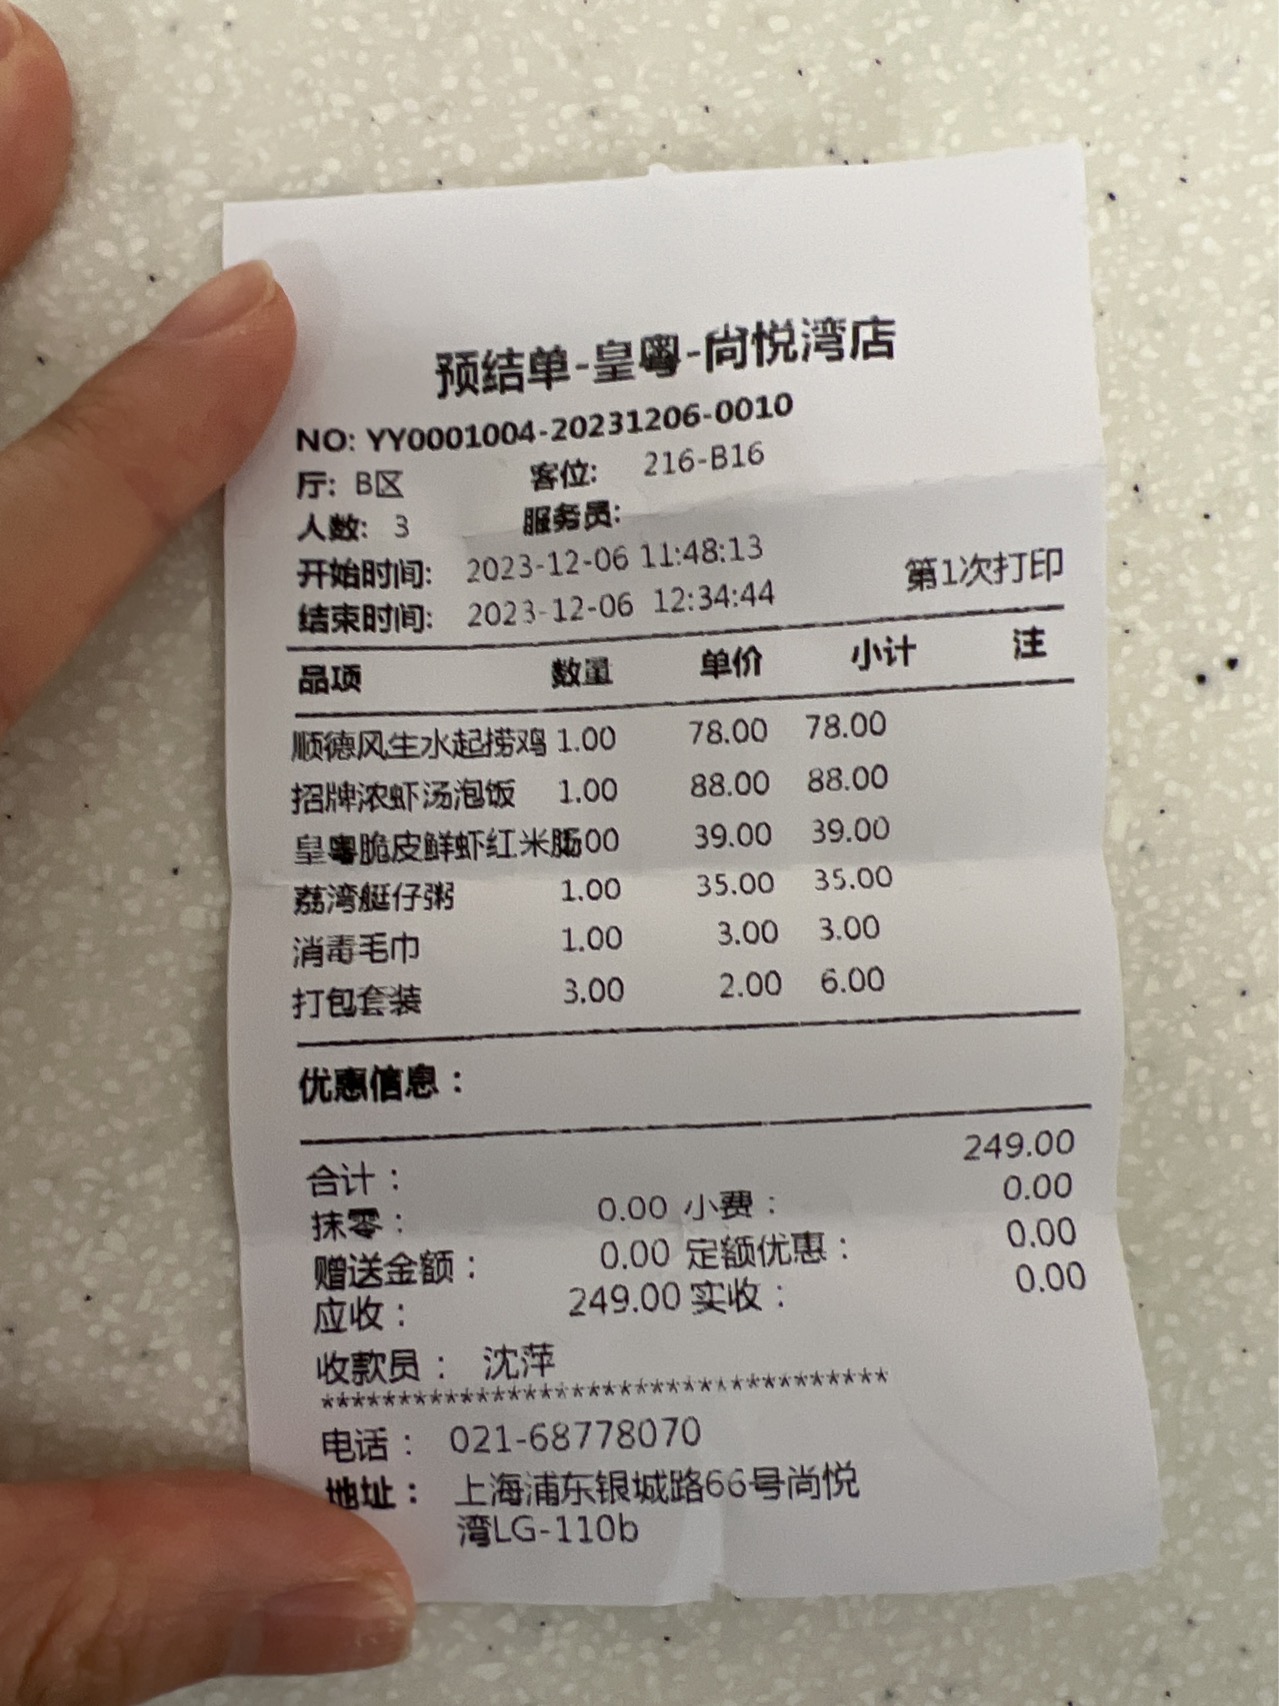 预结单-皇粤-尚悦湾店
NO: YY0001004-20231206-0010
厅: B区 客位: 216-B16
人数: 3 服务员:
开始时间: 2023-12-06 11:48:13
结束时间: 2023-12-06 12:34:44 第1次打印
品项 数量 单价 小计 注
顺德风生水起捞鸡 1.00 78.00 78.00
招牌浓虾汤泡饭 1.00 88.00 88.00
皇粤脆皮鲜虾红米肠 .00 39.00 39.00
荔湾艇仔粥 1.00 35.00 35.00
消毒毛巾 1.00 3.00 3.00
打包套装 3.00 2.00 6.00
优惠信息：
合计： 249.00
抹零： 0.00 小费： 0.00
赠送金额： 0.00 定额优惠： 0.00
应收： 249.00 实收： 0.00
收款员： 沈萍
*************************************
电话： 021-68778070
地址： 上海浦东银城路66号尚悦
湾LG-110b